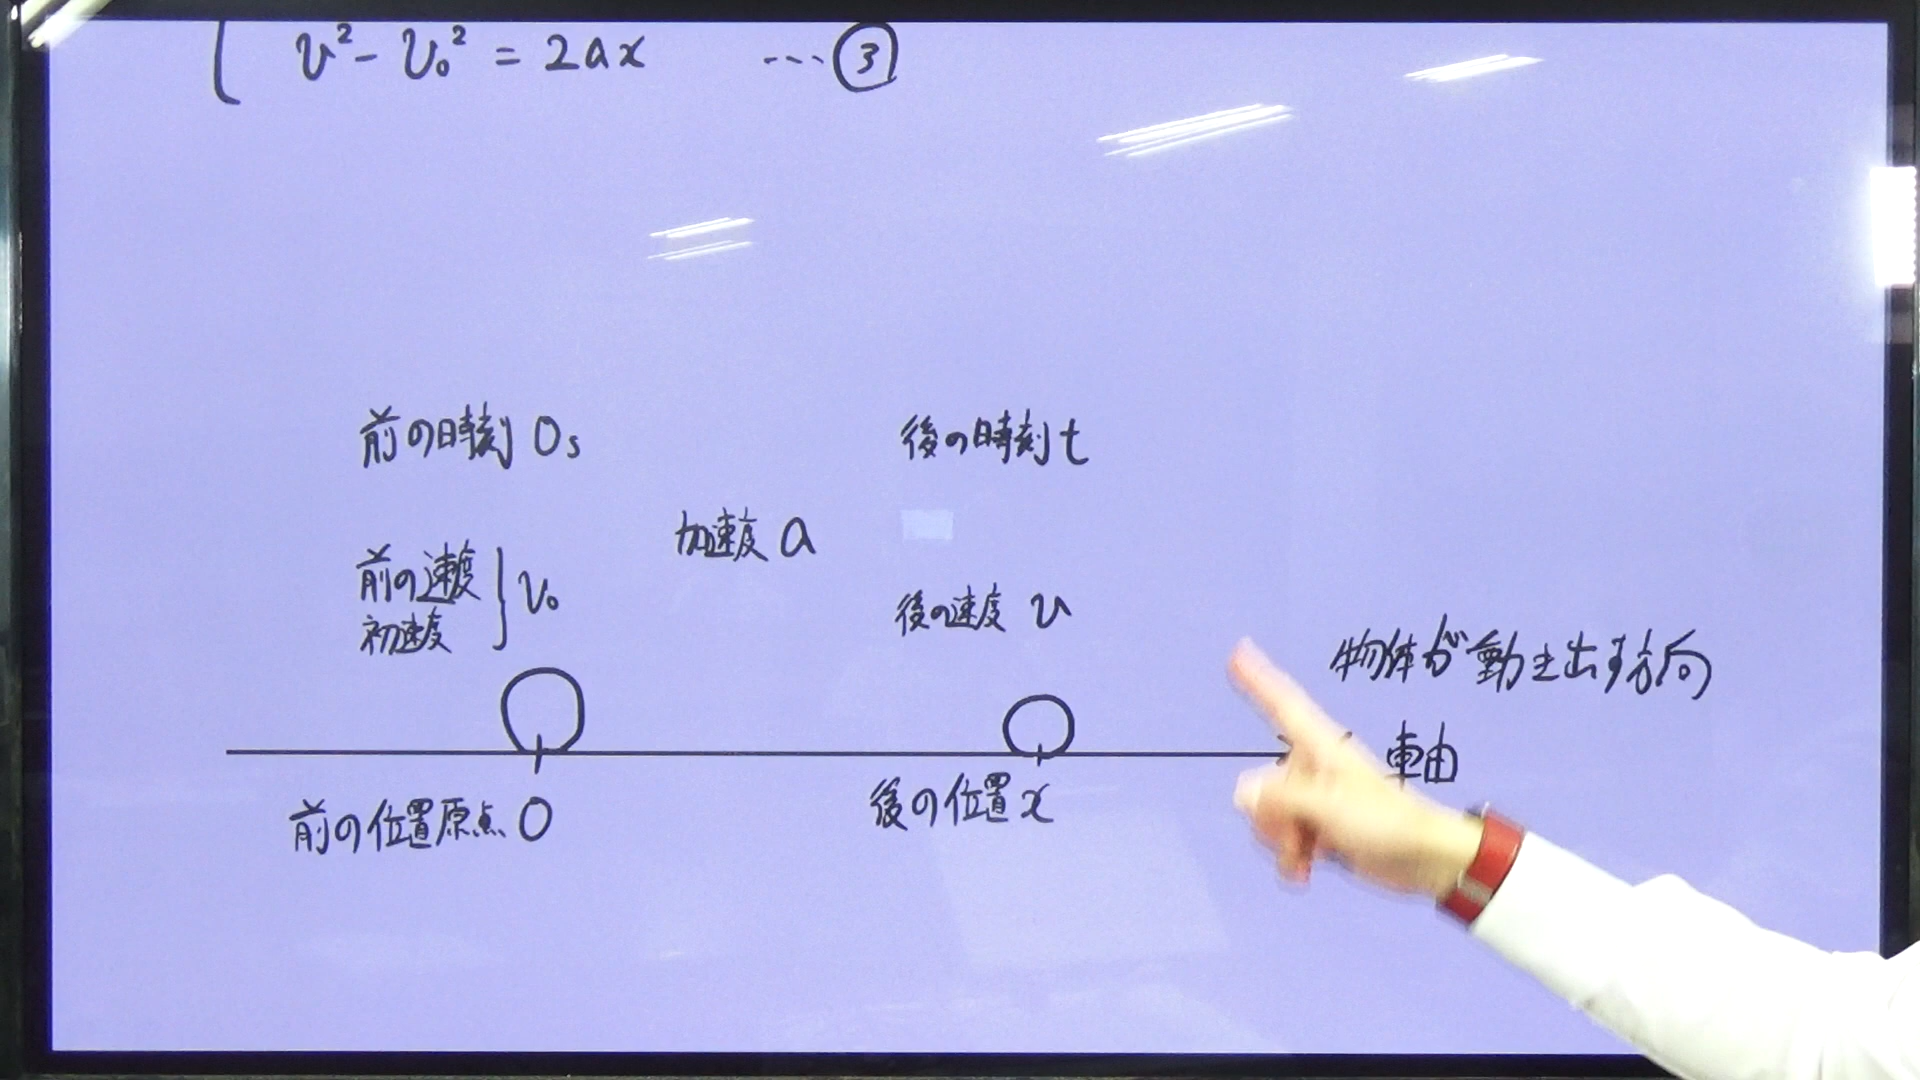 v² - v₀² = 2ax ...③
前の時刻 0s
後の時刻 t
加速度 a
前の速度
初速度
v₀
後の速度 v
物体が動き出す方向
軸
前の位置原点 0
後の位置 x